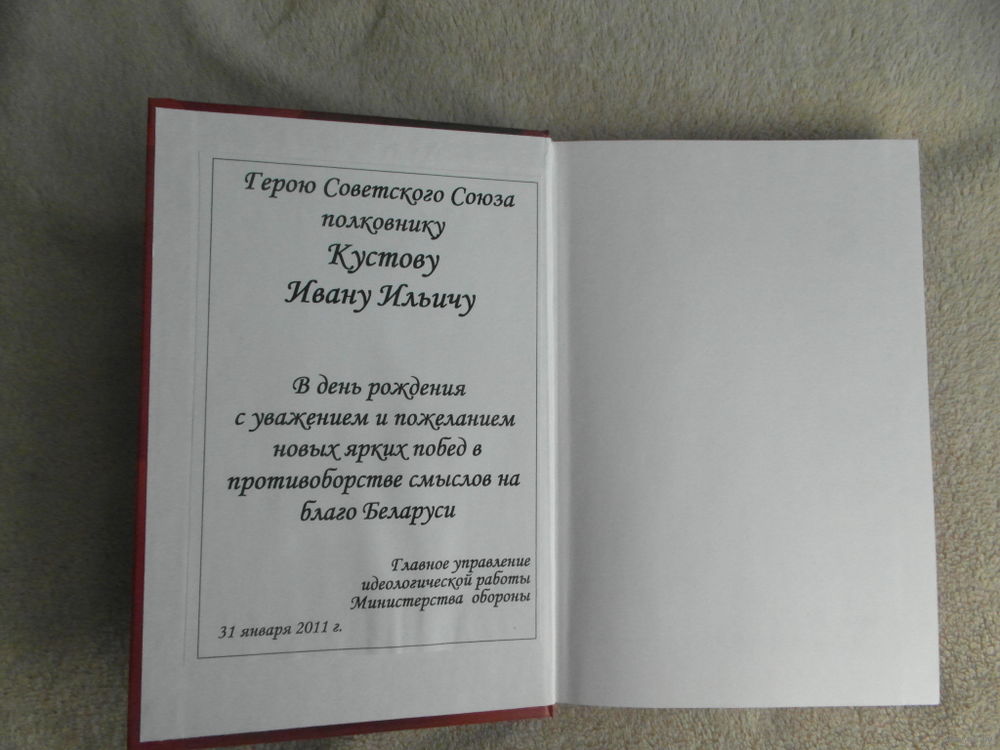 Герою Советского Союза
полковнику
Кустову
Ивану Ильичу
В день рождения
с уважением и пожеланием
новых ярких побед в
противоборстве смыслов на
благо Беларуси
Главное управление
идеологической работы
Министерства обороны
31 января 2011 г.